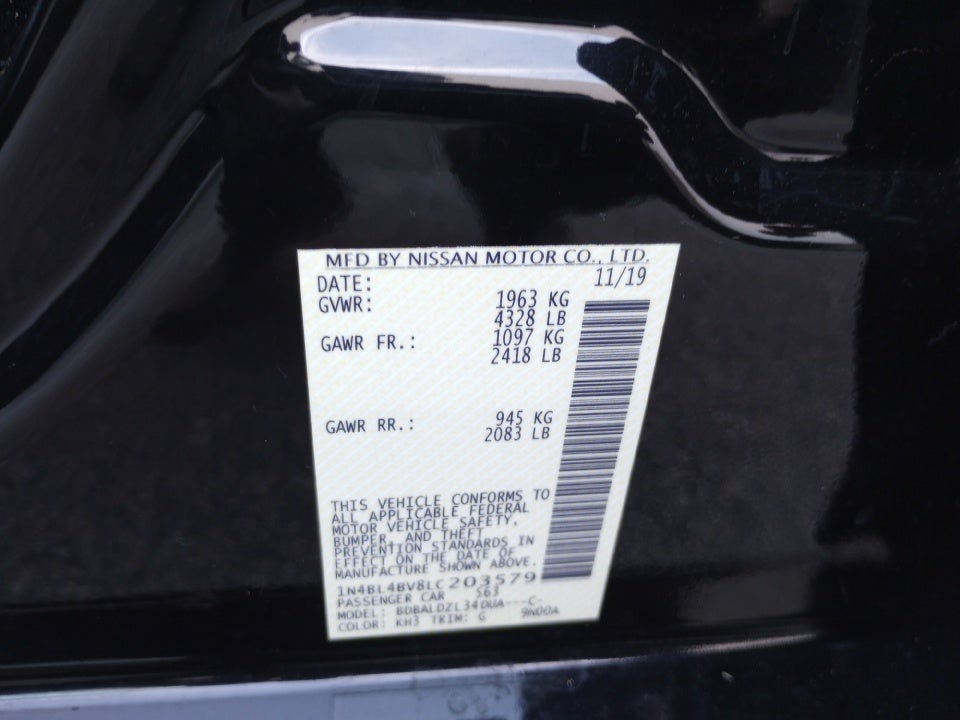 MFD BY NISSAN MOTOR CO., LTD.
DATE: 11/19
GVWR: 1963 KG
4328 LB
GAWR FR.: 1097 KG
2418 LB
GAWR RR.: 945 KG
2083 LB
THIS VEHICLE CONFORMS TO
ALL APPLICABLE FEDERAL
MOTOR VEHICLE SAFETY,
BUMPER, AND THEFT
PREVENTION STANDARDS IN
EFFECT ON THE DATE OF
MANUFACTURE SHOWN ABOVE.
1N4BL4BV8LC203579
PASSENGER CAR S63
MODEL: BDBALDZL34DUA---C-
COLOR: KH3 TRIM: G 9N00A